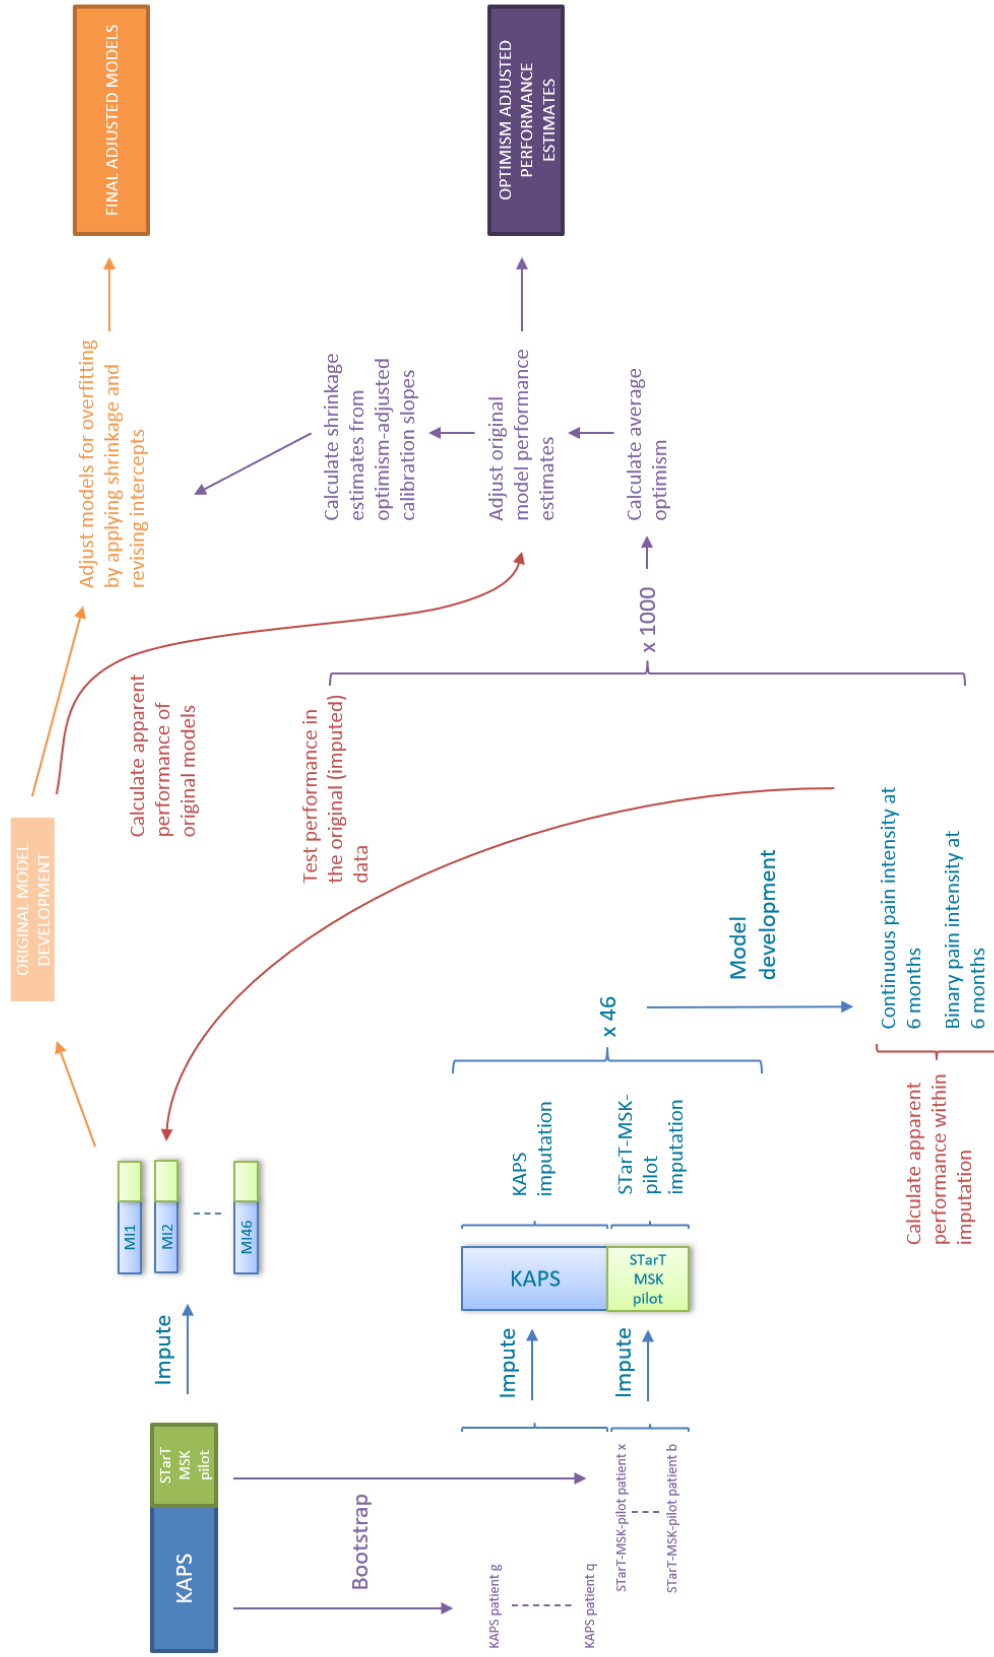 KAPS
STarT
MSK
pilot
Impute
MI1
MI2
MI46
ORIGINAL MODEL
DEVELOPMENT
Adjust models for overfitting
by applying shrinkage and
revising intercepts
FINAL ADJUSTED MODELS
Calculate apparent
performance of
original models
Bootstrap
KAPS patient g
KAPS patient q
STarT-MSK-pilot patient x
STarT-MSK-pilot patient b
Impute
Impute
KAPS
STarT
MSK
pilot
KAPS
imputation
STarT-MSK-
pilot
imputation
x 46
Model
development
Continuous pain intensity at
6 months
Binary pain intensity at
6 months
Calculate apparent
performance within
imputation
Test performance in
the original (imputed)
data
x 1000
Calculate average
optimism
Adjust original
model performance
estimates
Calculate shrinkage
estimates from
optimism-adjusted
calibration slopes
OPTIMISM ADJUSTED
PERFORMANCE
ESTIMATES